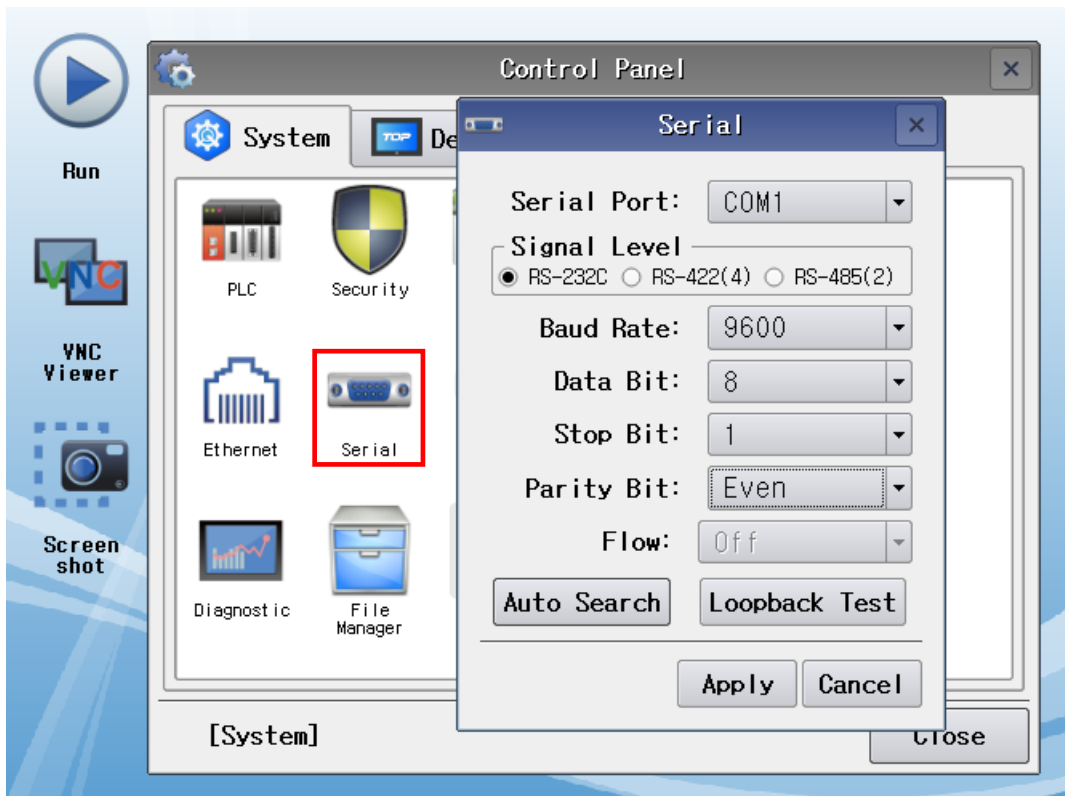 Control Panel
Run
VNC
VNC
Viewer
Screen
shot
System
TOP
De
PLC
Security
Ethernet
Serial
Diagnostic
File
Manager
[System]
Close
Serial
Serial Port: COM1
Signal Level
RS-232C RS-422(4) RS-485(2)
Baud Rate: 9600
Data Bit: 8
Stop Bit: 1
Parity Bit: Even
Flow: Off
Auto Search Loopback Test
Apply Cancel